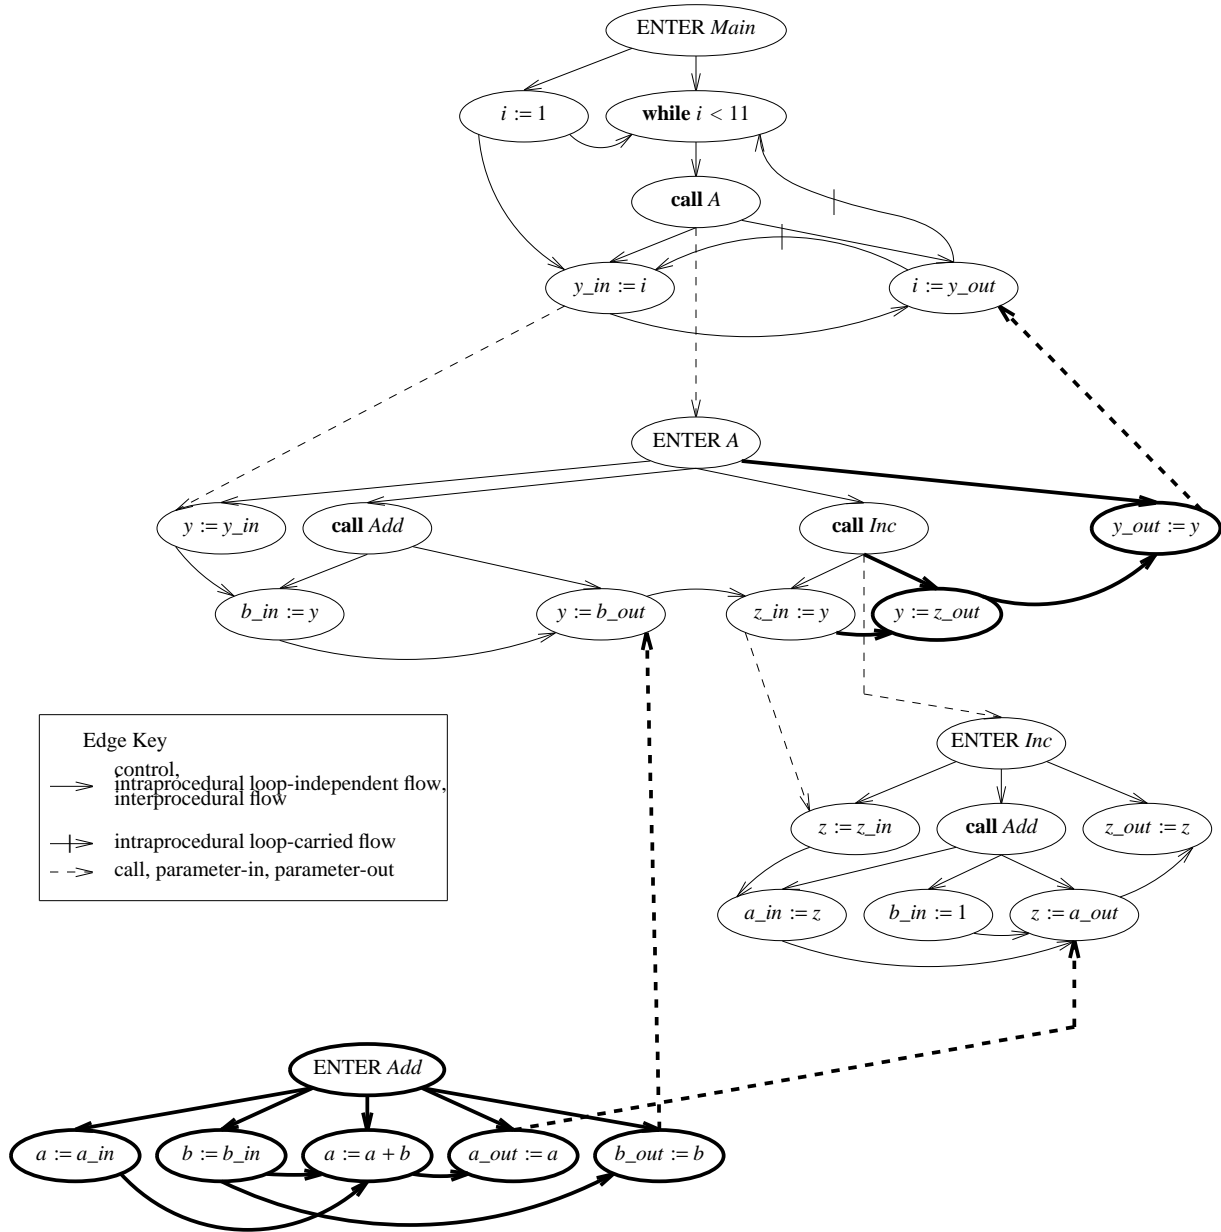 ENTER Main
i := 1
while i < 11
call A
y_in := i
i := y_out
ENTER A
y := y_in
call Add
call Inc
y_out := y
b_in := y
y := b_out
z_in := y
y := z_out
Edge Key
control,
intraprocedural loop-independent flow,
interprocedural flow
intraprocedural loop-carried flow
call, parameter-in, parameter-out
ENTER Inc
z := z_in
call Add
z_out := z
a_in := z
b_in := 1
z := a_out
ENTER Add
a := a_in
b := b_in
a := a + b
a_out := a
b_out := b